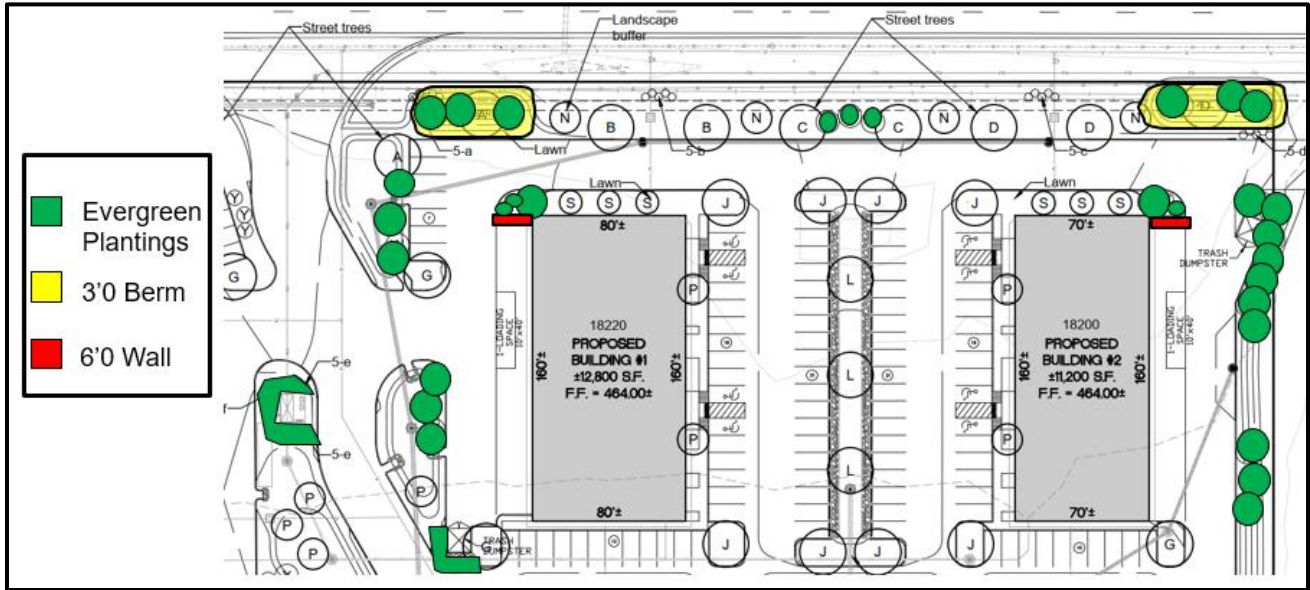 Street trees
Landscape
buffer
Street trees
A
N
B
B
N
C
C
N
D
D
N
D
Lawn
5-a
5-b
5-c
5-d
A
Lawn
Lawn
Evergreen
Plantings
3'0 Berm
6'0 Wall
Y
Y
Y
G
G
S
S
S
J
J
J
J
S
S
S
80'±
70'±
TRASH
DUMPSTER
P
L
P
1-LOADING
SPACE
10'x40'
160'±
18220
PROPOSED
BUILDING #1
±12,800 S.F.
F.F. = 464.00±
160'±
160'±
18200
PROPOSED
BUILDING #2
±11,200 S.F.
F.F. = 464.00±
160'±
1-LOADING
SPACE
10'x40'
L
5-e
P
P
L
5-e
P
P
P
P
80'±
70'±
TRASH
DUMPSTER
G
J
J
J
J
G